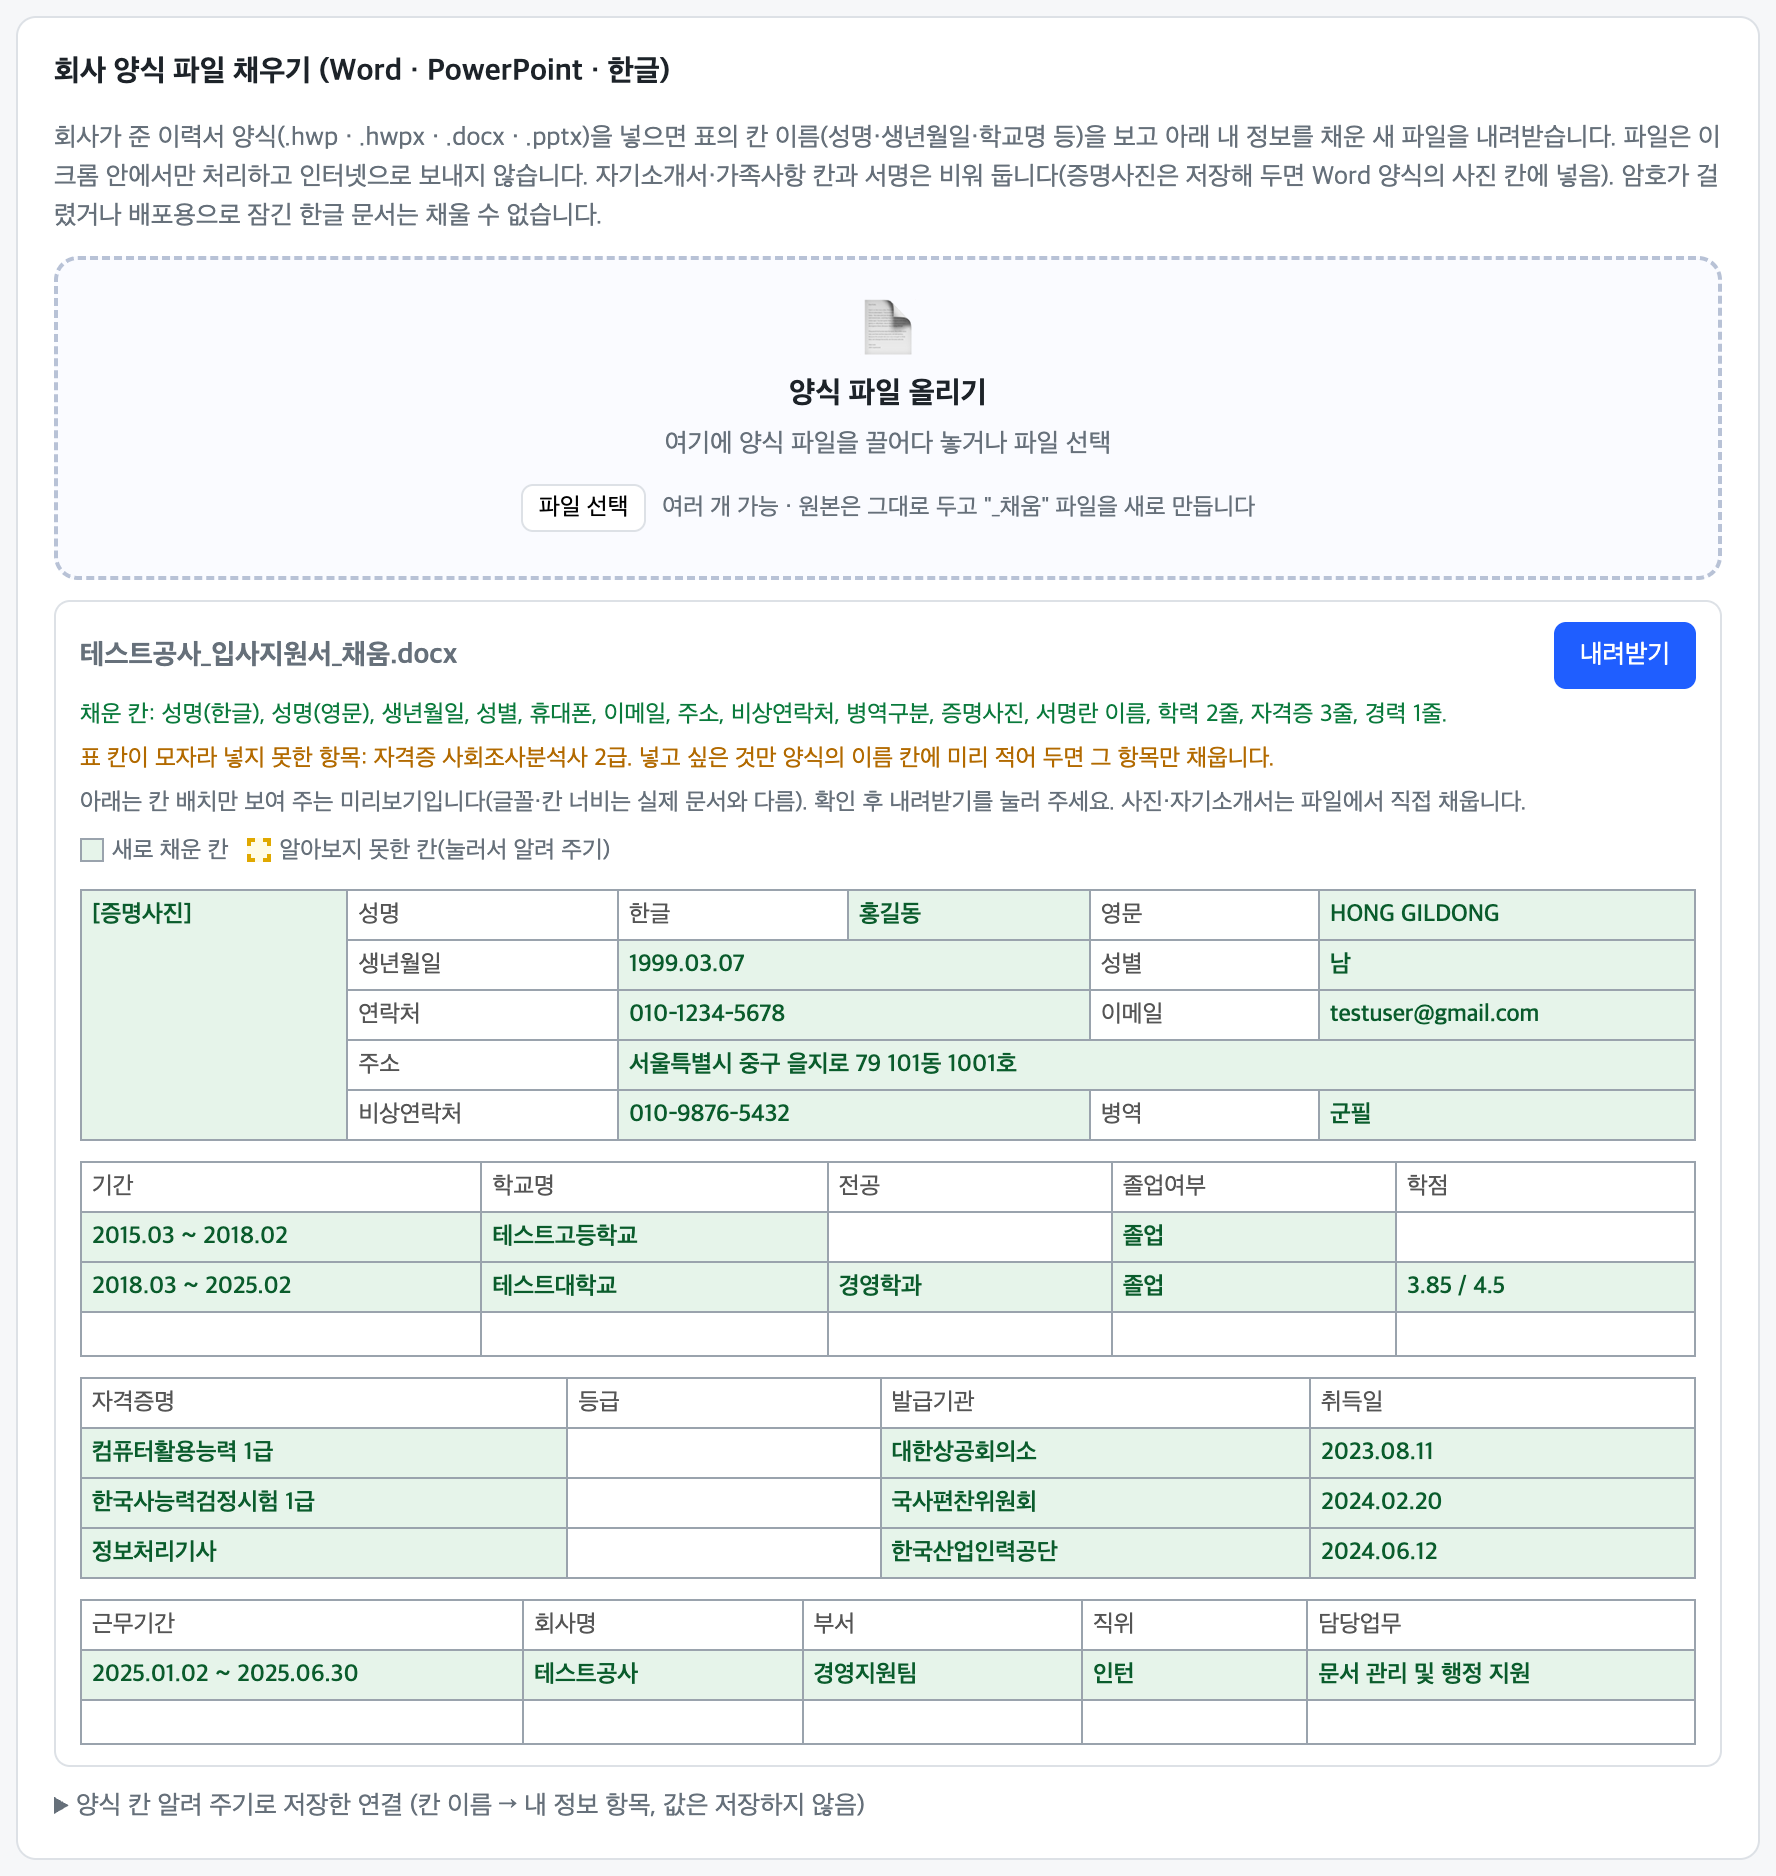 회사 양식 파일 채우기 (Word · PowerPoint · 한글)
회사가 준 이력서 양식(.hwp · .hwpx · .docx · .pptx)을 넣으면 표의 칸 이름(성명·생년월일·학교명 등)을 보고 아래 내 정보를 채운 새 파일을 내려받습니다. 파일은 이
크롬 안에서만 처리하고 인터넷으로 보내지 않습니다. 자기소개서·가족사항 칸과 서명은 비워 둡니다(증명사진은 저장해 두면 Word 양식의 사진 칸에 넣음). 암호가 걸
렸거나 배포용으로 잠긴 한글 문서는 채울 수 없습니다.
양식 파일 올리기
여기에 양식 파일을 끌어다 놓거나 파일 선택
파일 선택 여러 개 가능 · 원본은 그대로 두고 "_채움" 파일을 새로 만듭니다
테스트공사_입사지원서_채움.docx 내려받기
채운 칸: 성명(한글), 성명(영문), 생년월일, 성별, 휴대폰, 이메일, 주소, 비상연락처, 병역구분, 증명사진, 서명란 이름, 학력 2줄, 자격증 3줄, 경력 1줄.
표 칸이 모자라 넣지 못한 항목: 자격증 사회조사분석사 2급. 넣고 싶은 것만 양식의 이름 칸에 미리 적어 두면 그 항목만 채웁니다.
아래는 칸 배치만 보여 주는 미리보기입니다(글꼴·칸 너비는 실제 문서와 다름). 확인 후 내려받기를 눌러 주세요. 사진·자기소개서는 파일에서 직접 채웁니다.
새로 채운 칸 알아보지 못한 칸(눌러서 알려 주기)
[증명사진] 성명 한글 홍길동 영문 HONG GILDONG
생년월일 1999.03.07 성별 남
연락처 010-1234-5678 이메일 testuser@gmail.com
주소 서울특별시 중구 을지로 79 101동 1001호
비상연락처 010-9876-5432 병역 군필
기간 학교명 전공 졸업여부 학점
2015.03 ~ 2018.02 테스트고등학교 졸업
2018.03 ~ 2025.02 테스트대학교 경영학과 졸업 3.85 / 4.5
자격증명 등급 발급기관 취득일
컴퓨터활용능력 1급 대한상공회의소 2023.08.11
한국사능력검정시험 1급 국사편찬위원회 2024.02.20
정보처리기사 한국산업인력공단 2024.06.12
근무기간 회사명 부서 직위 담당업무
2025.01.02 ~ 2025.06.30 테스트공사 경영지원팀 인턴 문서 관리 및 행정 지원
▶ 양식 칸 알려 주기로 저장한 연결 (칸 이름 → 내 정보 항목, 값은 저장하지 않음)